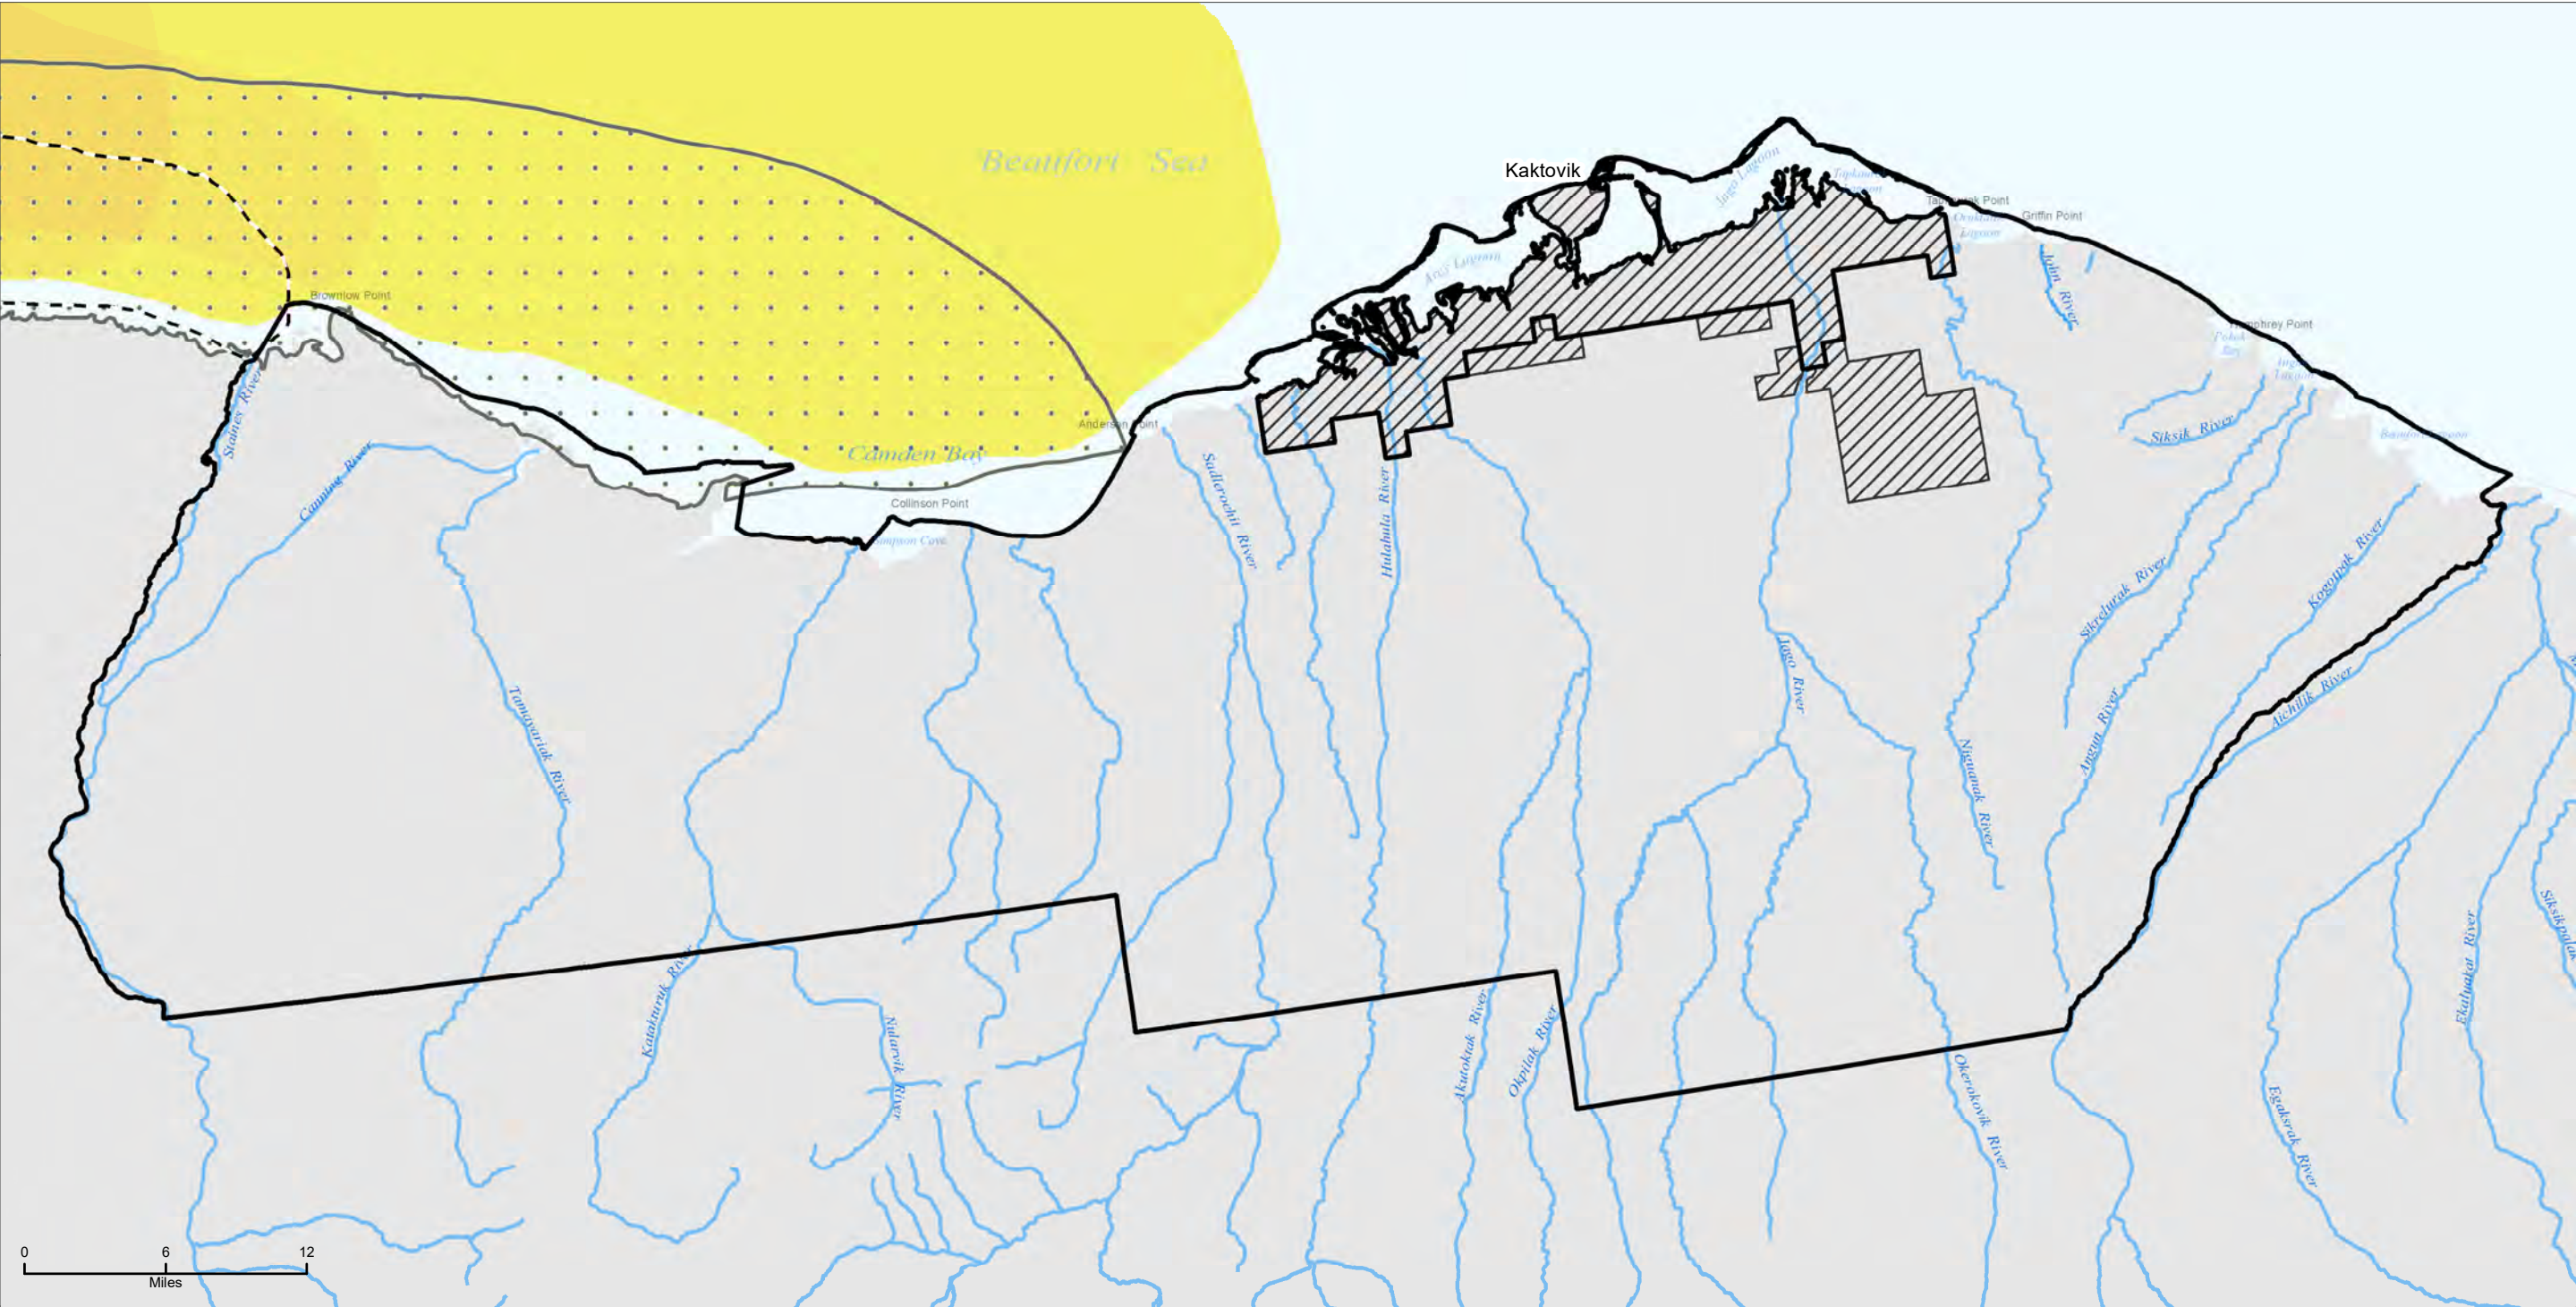 Beaufort Sea
Kaktovik
Jago Lagoon
Griffin Point
Arey Lagoon
John River
Brownlow Point
Staines River
Anderson Point
Camden Bay
Collinson Point
Canning River
Sadlerochit River
Hulahula River
Siksik River
Sikrelurak River
Kogotpak River
Jago River
Tamayariak River
Angun River
Aichilik River
Niguanak River
Katakturuk River
Nularvik River
Akutoktak River
Okpilak River
Okerokovik River
Ekaluakat River
Egaksrak River
0 6 12
Miles